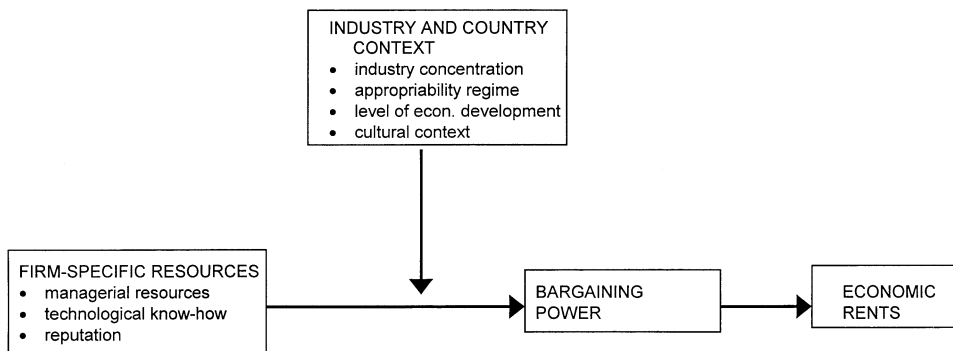 INDUSTRY AND COUNTRY
CONTEXT
• industry concentration
• appropriability regime
• level of econ. development
• cultural context
FIRM-SPECIFIC RESOURCES
• managerial resources
• technological know-how
• reputation
BARGAINING
POWER
ECONOMIC
RENTS